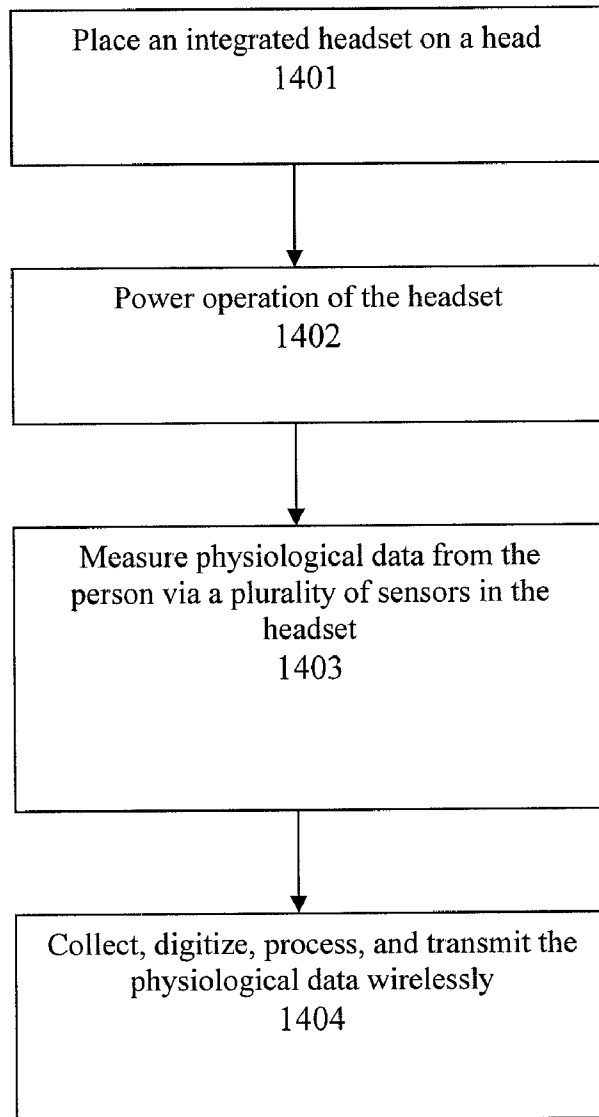 Place an integrated headset on a head
1401
Power operation of the headset
1402
Measure physiological data from the
person via a plurality of sensors in the
headset
1403
Collect, digitize, process, and transmit the
physiological data wirelessly
1404